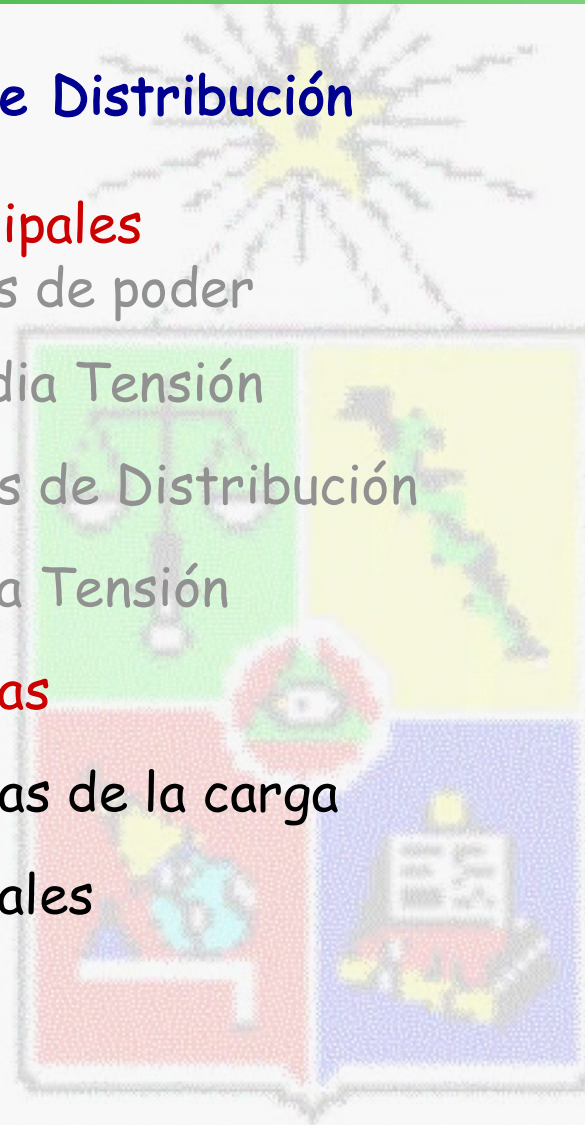 e Distribución
ipales
s de poder
dia Tensión
s de Distribución
a Tensión
as
as de la carga
ales